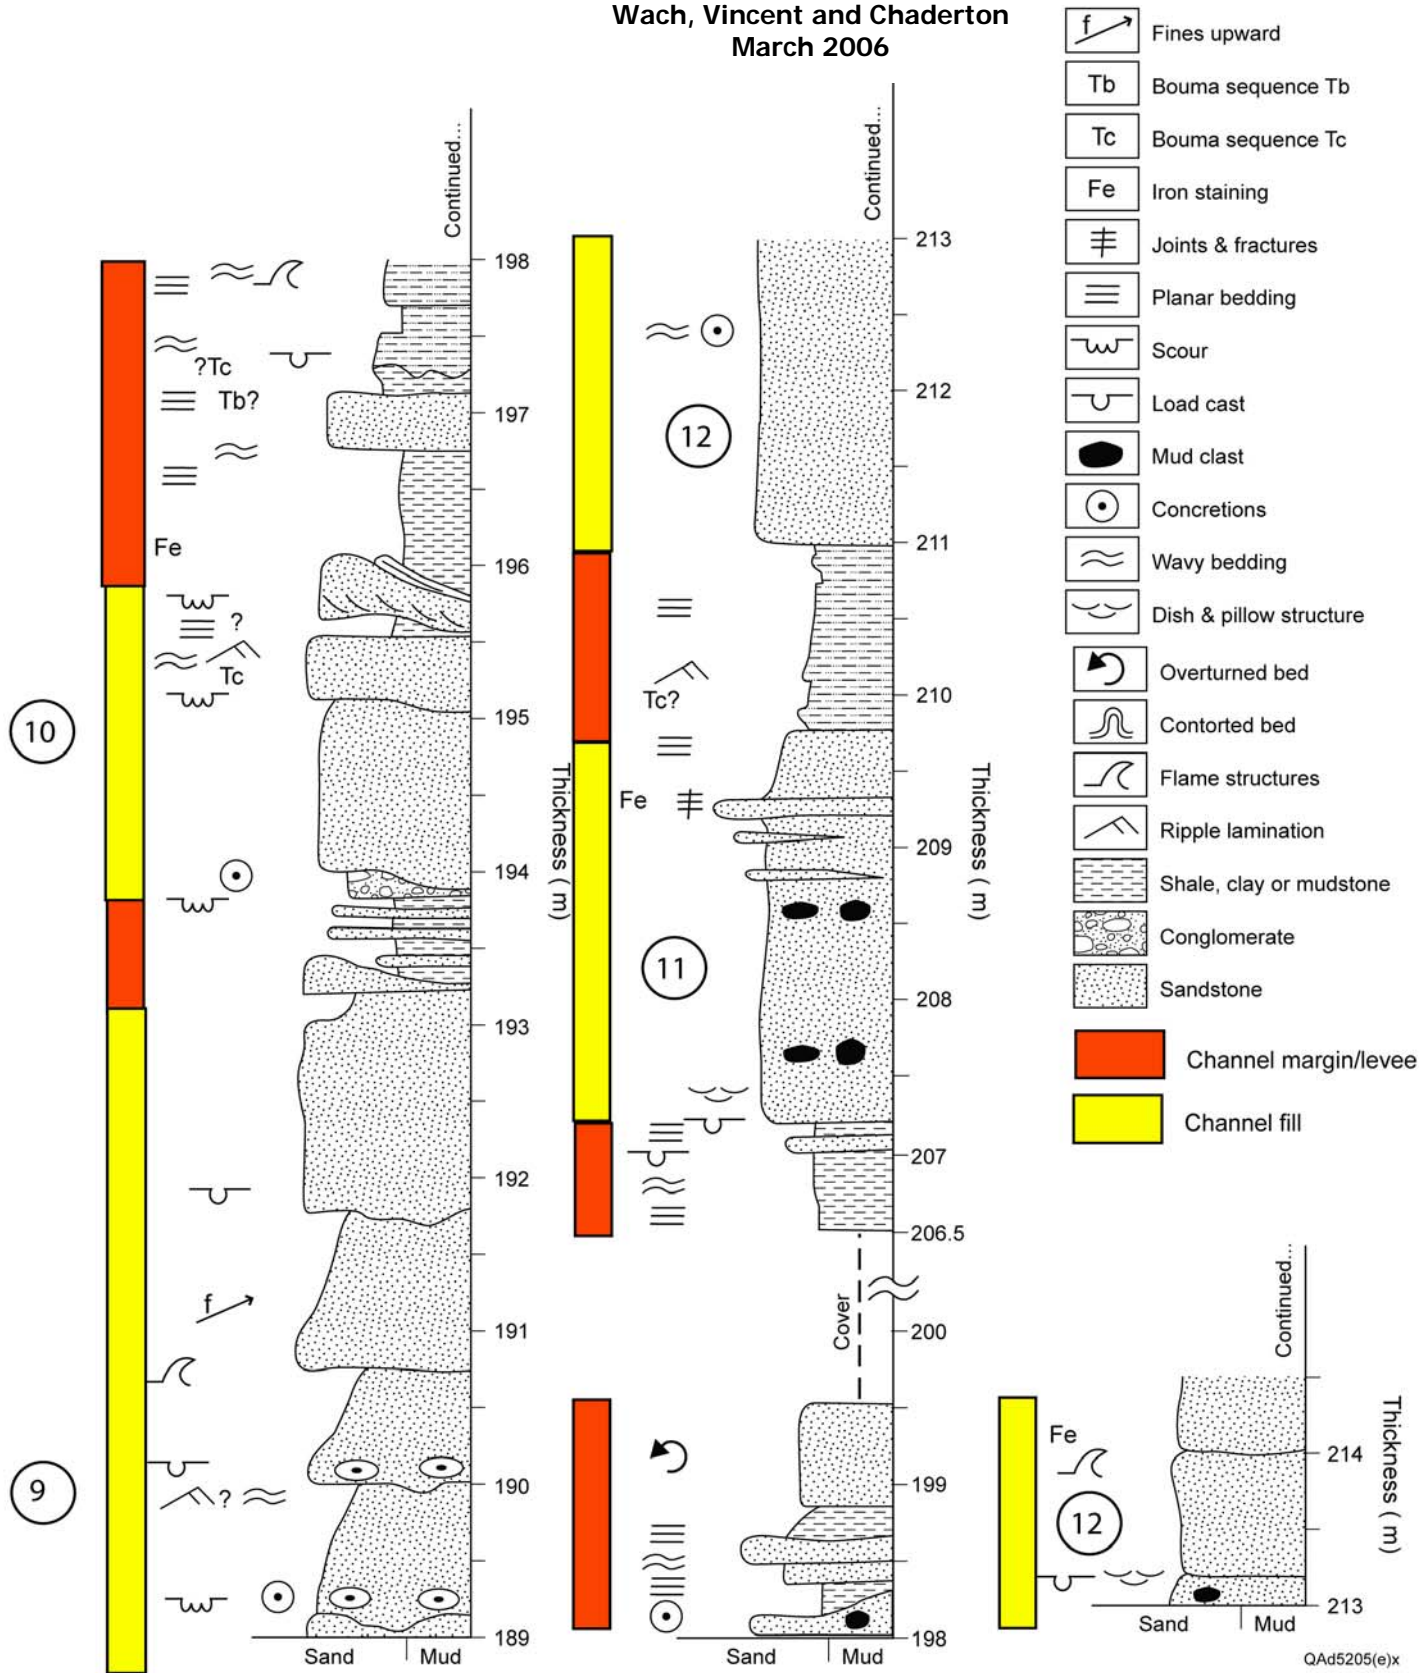 Wach, Vincent and Chaderton
March 2006
Continued...
198
?Tc
Tb?
197
Fe
196
?
Tc
195
10
194
193
192
f
191
190
9
?
189
Sand
Mud
Thickness ( m)
Continued...
213
212
12
211
210
Tc?
Fe
209
11
208
207
206.5
Cover
200
199
198
Sand
Mud
Thickness ( m)
f
Fines upward
Tb
Bouma sequence Tb
Tc
Bouma sequence Tc
Fe
Iron staining
Joints & fractures
Planar bedding
Scour
Load cast
Mud clast
Concretions
Wavy bedding
Dish & pillow structure
Overturned bed
Contorted bed
Flame structures
Ripple lamination
Shale, clay or mudstone
Conglomerate
Sandstone
Channel margin/levee
Channel fill
Continued...
Fe
214
12
213
Sand
Mud
Thickness ( m)
QAd5205(e)x